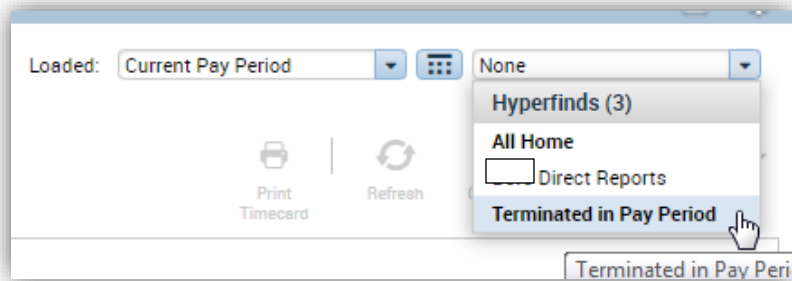 Loaded: Current Pay Period None
Hyperfinds (3)
All Home
Direct Reports
Print Refresh
Timecard
Terminated in Pay Period
Terminated in Pay Peri